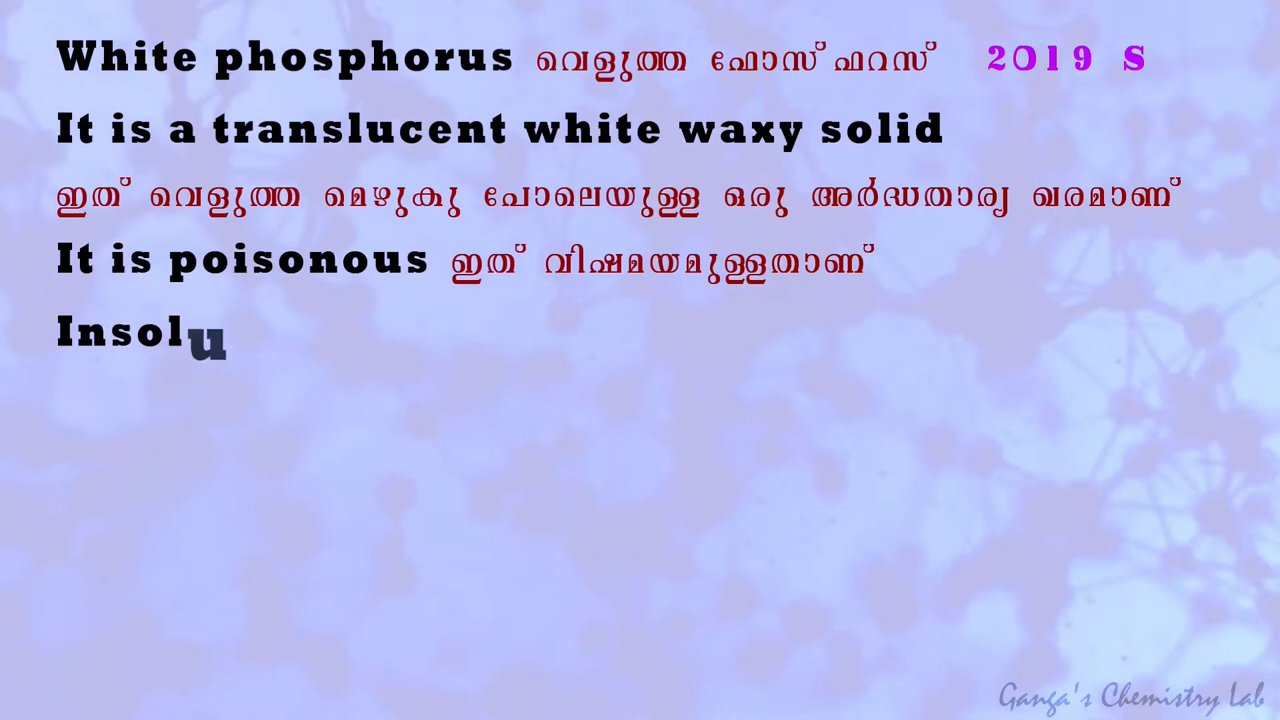 White phosphorus വെളുത്ത ഫോസ്ഫറസ് 2019 S
It is a translucent white waxy solid
ഇത് വെളുത്ത മെഴുകു പോലെയുള്ള ഒരു അർദ്ധതാര്യ ഖരമാണ്
It is poisonous ഇത് വിഷമയമുള്ളതാണ്
Insolu
Ganga's Chemistry Lab